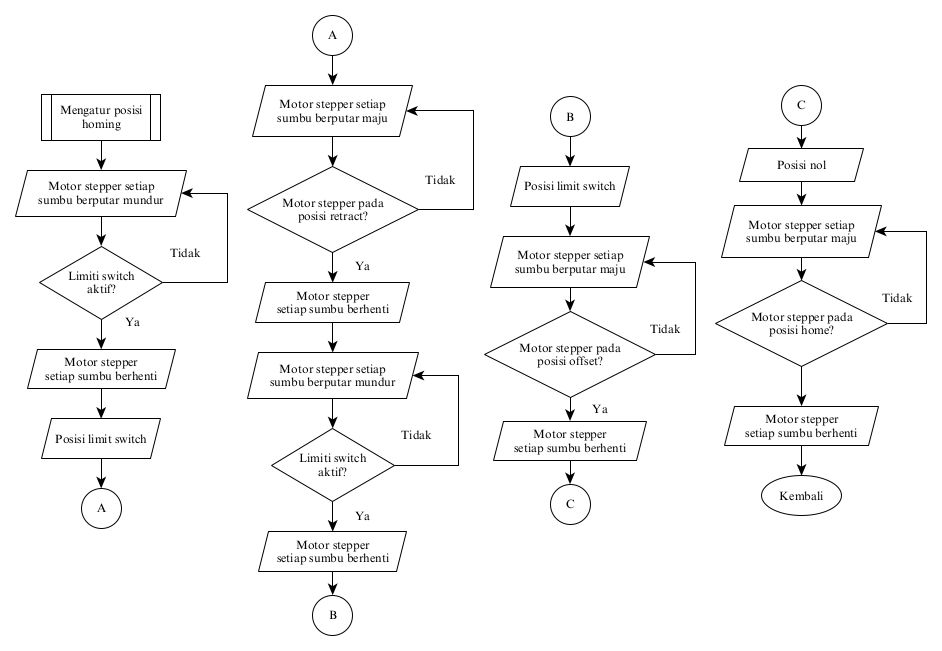 Mengatur posisi
homing
Motor stepper setiap
sumbu berputar mundur
Tidak
Limiti switch
aktif?
Ya
Motor stepper
setiap sumbu berhenti
Posisi limit switch
A
A
Motor stepper setiap
sumbu berputar maju
Tidak
Motor stepper pada
posisi retract?
Ya
Motor stepper
setiap sumbu berhenti
Motor stepper setiap
sumbu berputar mundur
Tidak
Limiti switch
aktif?
Ya
Motor stepper
setiap sumbu berhenti
B
B
Posisi limit switch
Motor stepper setiap
sumbu berputar maju
Tidak
Motor stepper pada
posisi offset?
Ya
Motor stepper
setiap sumbu berhenti
C
C
Posisi nol
Motor stepper setiap
sumbu berputar maju
Tidak
Motor stepper pada
posisi home?
Motor stepper
setiap sumbu berhenti
Kembali